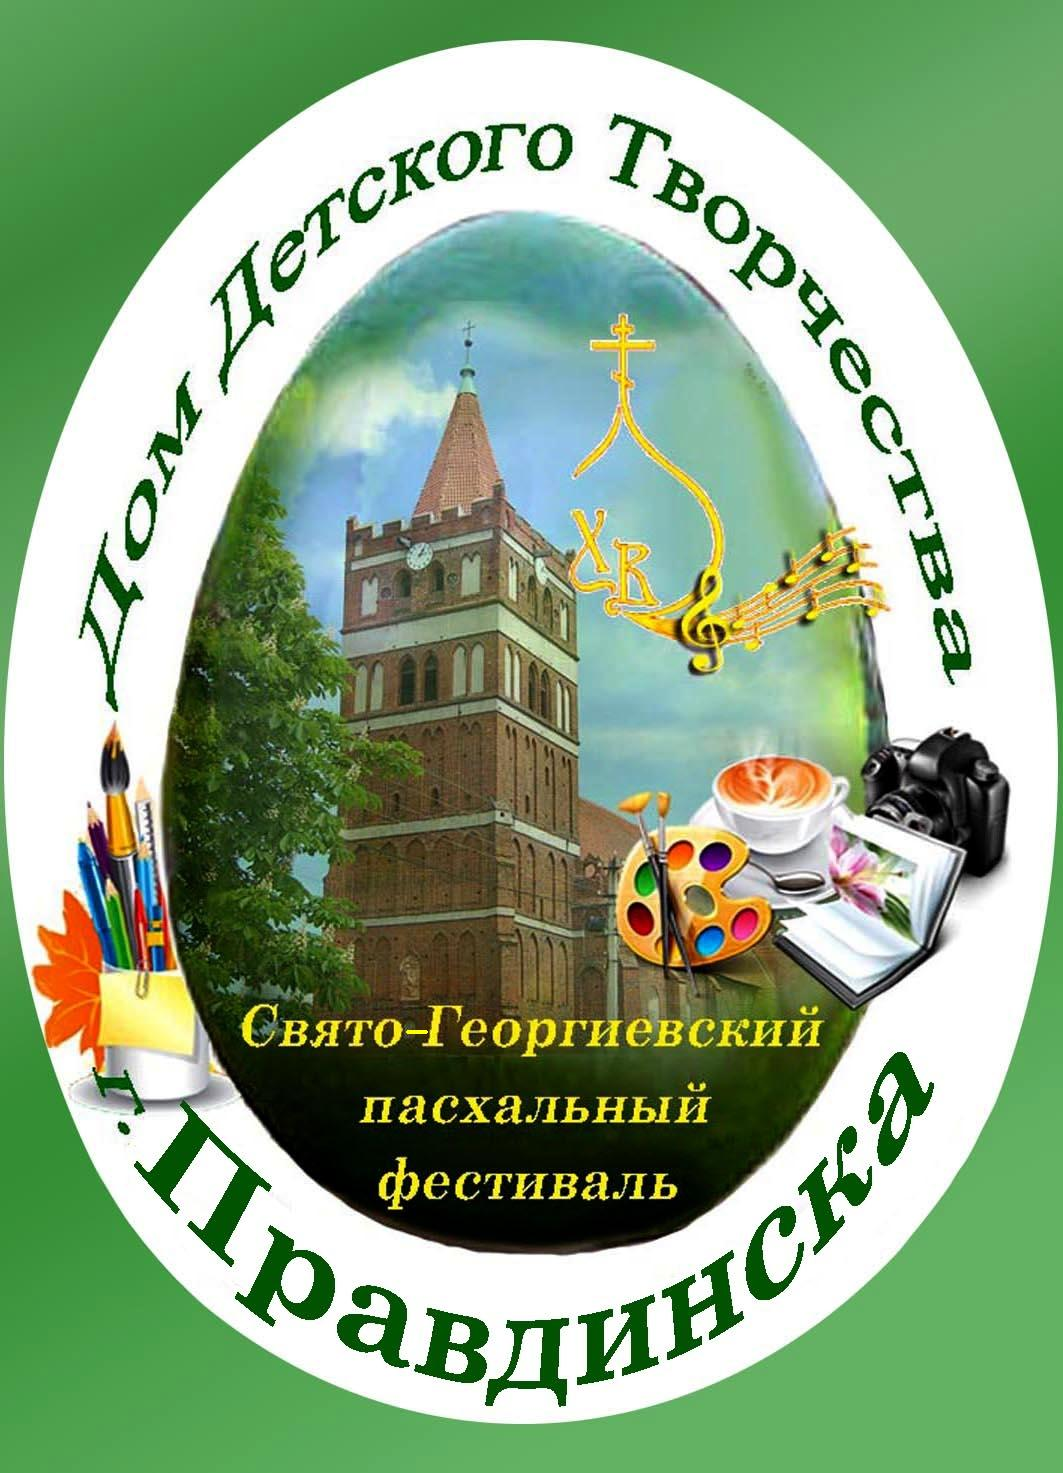 Дом Детского Творчества
ХВ
Свято-Георгиевский
пасхальный
фестиваль
г. Правдинска